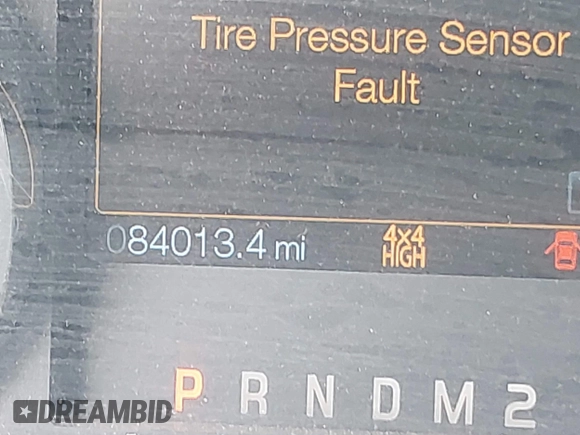 Tire Pressure Sensor
Fault
084013.4 mi
4x4
HIGH
P R N D M 2
DREAMBID